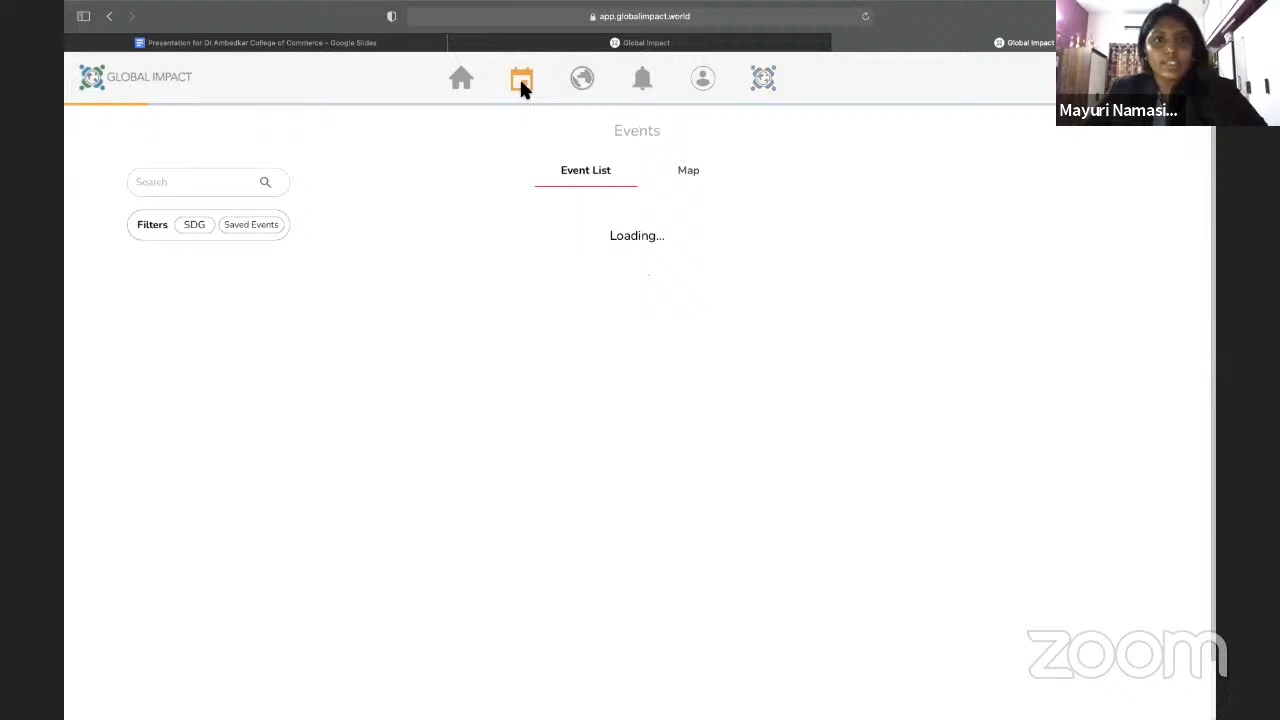 app.globalimpact.world
Presentation for Dr.Ambedkar College of Commerce - Google Slides
Global Impact
Global Impact
GLOBAL IMPACT
Mayuri Namasi...
Events
Event List
Map
Search
Filters
SDG
Saved Events
Loading...
zoom